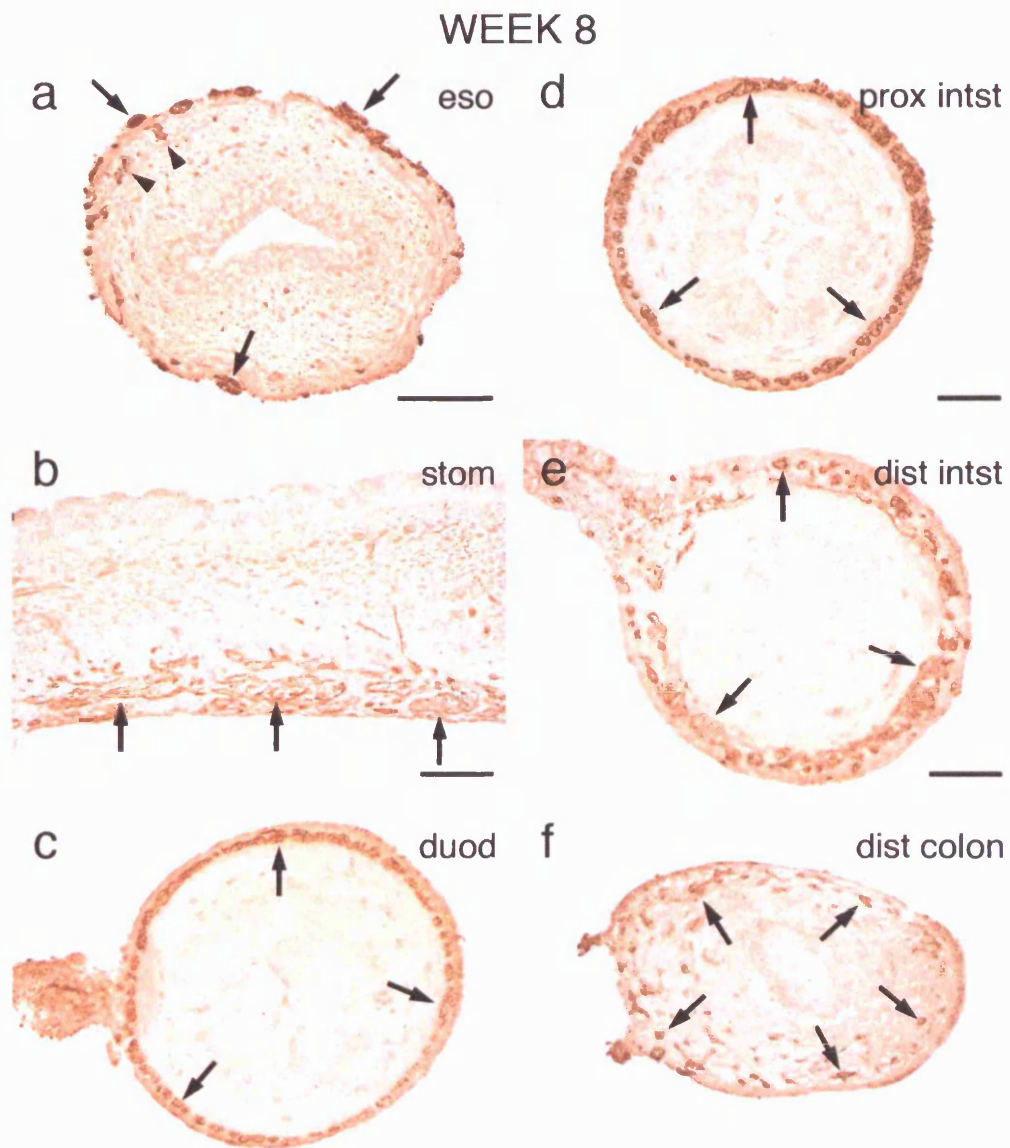 WEEK 8
a
eso
b
stom
c
duod
d
prox intst
e
dist intst
f
dist colon